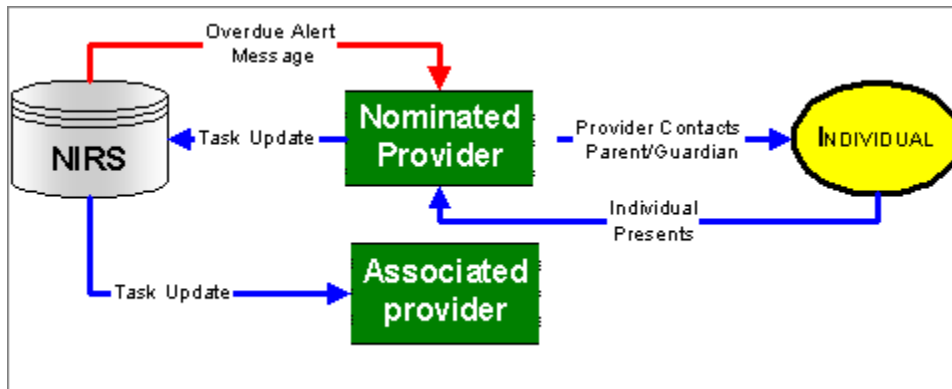 Overdue Alert
Message
NIRS
Task Update
Nominated
Provider
Provider Contacts
Parent/Guardian
INDIVIDUAL
Individual
Presents
Task Update
Associated
provider